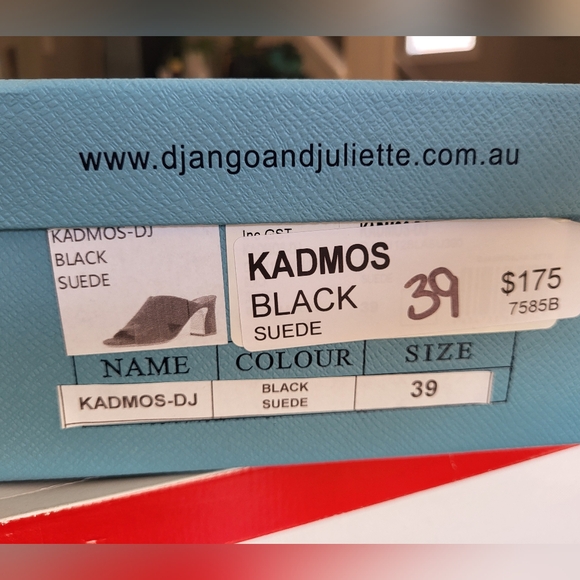 www.djangoandjuliette.com.au
KADMOS-DJ
BLACK
SUEDE
Inc GST
KADMOS
BLACK
SUEDE
39
$175
7585B
NAME COLOUR SIZE
KADMOS-DJ
BLACK
SUEDE
39